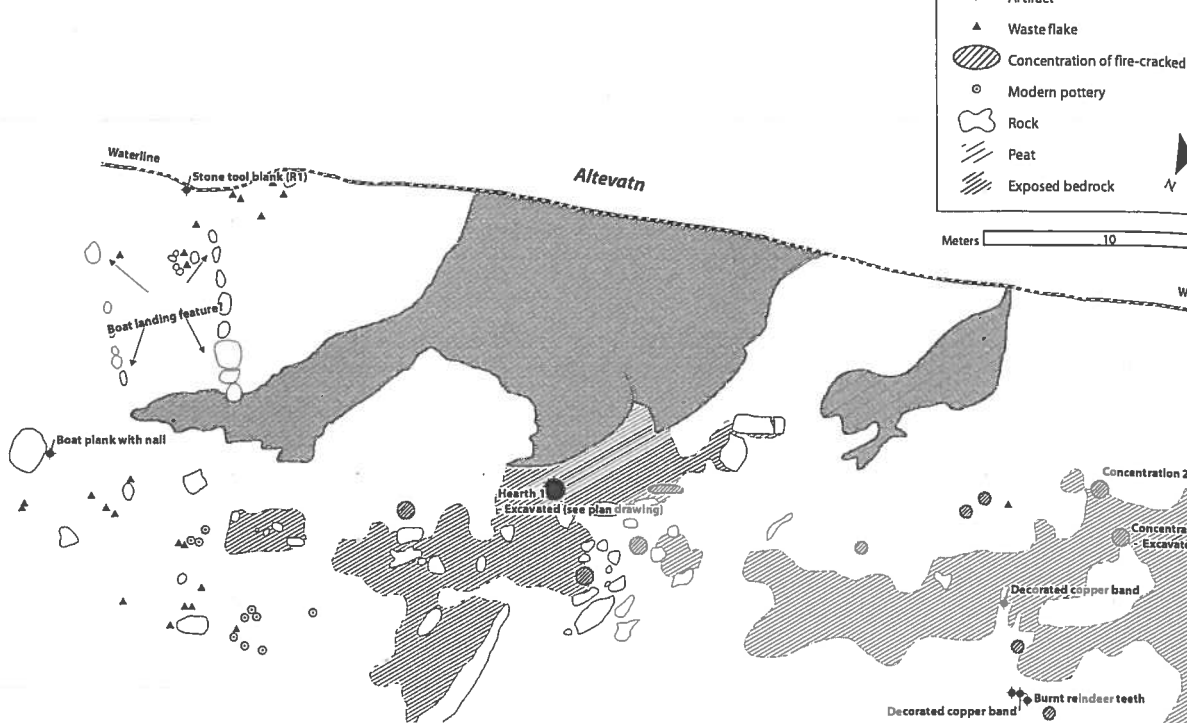 Artifact
Waste flake
Concentration of fire-cracked
Modern pottery
Rock
Peat
Exposed bedrock
N
Meters
10
Waterline
Stone tool blank (R1)
Altevatn
W
Boat landing feature?
Boat plank with nail
Hearth 1
- Excavated (see plan drawing)
Concentration 2
Concentra
- Excavate
Decorated copper band
Decorated copper band
Burnt reindeer teeth